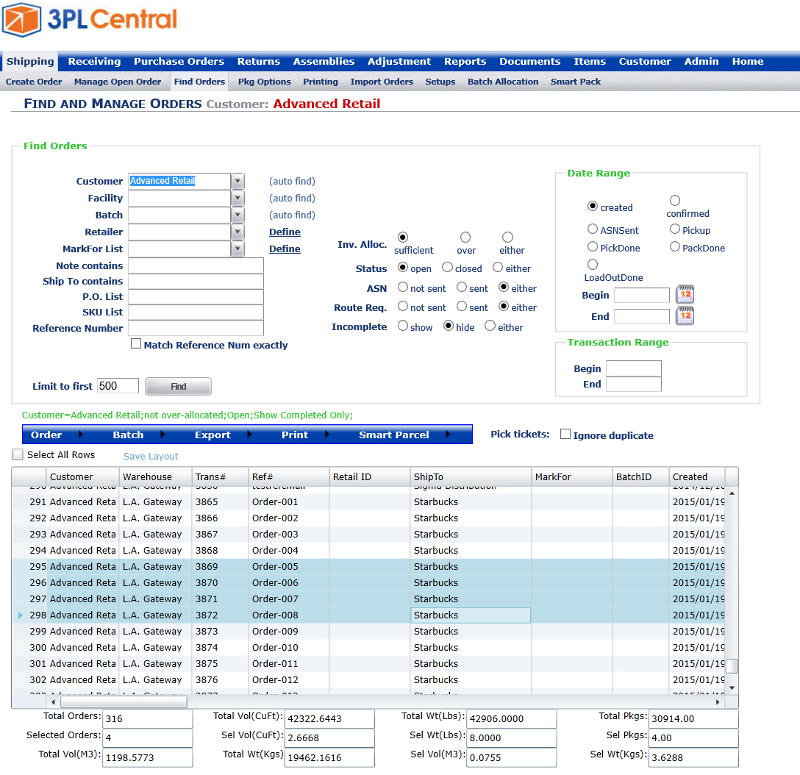 3PL Central
Shipping Receiving Purchase Orders Returns Assemblies Adjustment Reports Documents Items Customer Admin Home
Create Order Manage Open Order Find Orders Pkg Options Printing Import Orders Setups Batch Allocation Smart Pack
FIND AND MANAGE ORDERS Customer: Advanced Retail
Find Orders
Customer Advanced Retail (auto find)
Facility (auto find)
Batch (auto find)
Retailer Define
MarkFor List Define
Note contains
Ship To contains
P.O. List
SKU List
Reference Number
Match Reference Num exactly
Limit to first 500 Find
Inv. Alloc. sufficient over either
Status open closed either
ASN not sent sent either
Route Req. not sent sent either
Incomplete show hide either
Date Range
created confirmed
ASNSent Pickup
PickDone PackDone
LoadOutDone
Begin 12
End 12
Transaction Range
Begin
End
Customer=Advanced Retail;not over-allocated;Open;Show Completed Only;
Order Batch Export Print Smart Parcel Pick tickets: Ignore duplicate
Select All Rows Save Layout
Customer Warehouse Trans# Ref# Retail ID ShipTo MarkFor BatchID Created
291 Advanced Reta L.A. Gateway 3865 Order-001 Starbucks 2015/01/19
292 Advanced Reta L.A. Gateway 3866 Order-002 Starbucks 2015/01/19
293 Advanced Reta L.A. Gateway 3867 Order-003 Starbucks 2015/01/19
294 Advanced Reta L.A. Gateway 3868 Order-004 Starbucks 2015/01/19
295 Advanced Reta L.A. Gateway 3869 Order-005 Starbucks 2015/01/19
296 Advanced Reta L.A. Gateway 3870 Order-006 Starbucks 2015/01/19
297 Advanced Reta L.A. Gateway 3871 Order-007 Starbucks 2015/01/19
298 Advanced Reta L.A. Gateway 3872 Order-008 Starbucks 2015/01/19
299 Advanced Reta L.A. Gateway 3873 Order-009 Starbucks 2015/01/19
300 Advanced Reta L.A. Gateway 3874 Order-010 Starbucks 2015/01/19
301 Advanced Reta L.A. Gateway 3875 Order-011 Starbucks 2015/01/19
302 Advanced Reta L.A. Gateway 3876 Order-012 Starbucks 2015/01/19
Total Orders: 316 Total Vol(CuFt): 42322.6443 Total Wt(Lbs): 42906.0000 Total Pkgs: 30914.00
Selected Orders: 4 Sel Vol(CuFt): 2.6668 Sel Wt(Lbs): 8.0000 Sel Pkgs: 4.00
Total Vol(M3): 1198.5773 Total Wt(Kgs) 19462.1616 Sel Vol(M3): 0.0755 Sel Wt(Kgs): 3.6288